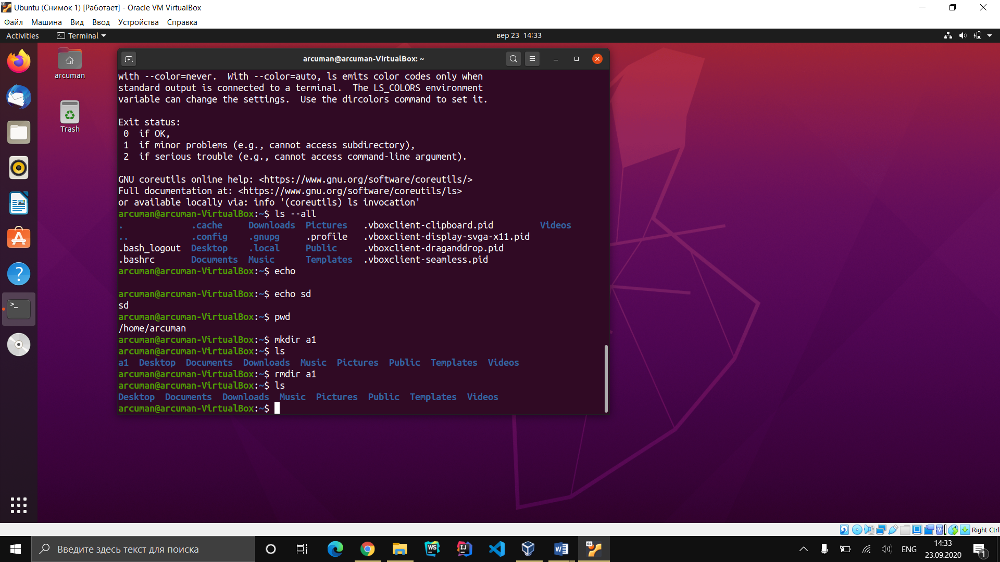 Ubuntu (Снимок 1) [Работает] - Oracle VM VirtualBox
Файл Машина Вид Ввод Устройства Справка
Activities Terminal вер 23 14:33
arcuman
Trash
arcuman@arcuman-VirtualBox: ~
with --color=never.  With --color=auto, ls emits color codes only when
standard output is connected to a terminal.  The LS_COLORS environment
variable can change the settings.  Use the dircolors command to set it.
Exit status:
 0  if OK,
 1  if minor problems (e.g., cannot access subdirectory),
 2  if serious trouble (e.g., cannot access command-line argument).
GNU coreutils online help: <https://www.gnu.org/software/coreutils/>
Full documentation at: <https://www.gnu.org/software/coreutils/ls>
or available locally via: info '(coreutils) ls invocation'
arcuman@arcuman-VirtualBox:~$ ls --all
.             .cache     Downloads  Pictures   .vboxclient-clipboard.pid         Videos
..            .config    .gnupg     .profile   .vboxclient-display-svga-x11.pid
.bash_logout  Desktop    .local     Public     .vboxclient-draganddrop.pid
.bashrc       Documents  Music      Templates  .vboxclient-seamless.pid
arcuman@arcuman-VirtualBox:~$ echo
arcuman@arcuman-VirtualBox:~$ echo sd
sd
arcuman@arcuman-VirtualBox:~$ pwd
/home/arcuman
arcuman@arcuman-VirtualBox:~$ mkdir a1
arcuman@arcuman-VirtualBox:~$ ls
a1  Desktop  Documents  Downloads  Music  Pictures  Public  Templates  Videos
arcuman@arcuman-VirtualBox:~$ rmdir a1
arcuman@arcuman-VirtualBox:~$ ls
Desktop  Documents  Downloads  Music  Pictures  Public  Templates  Videos
arcuman@arcuman-VirtualBox:~$
Right Ctrl
Введите здесь текст для поиска
WS
IJ
W
64
ENG
14:33
23.09.2020
1